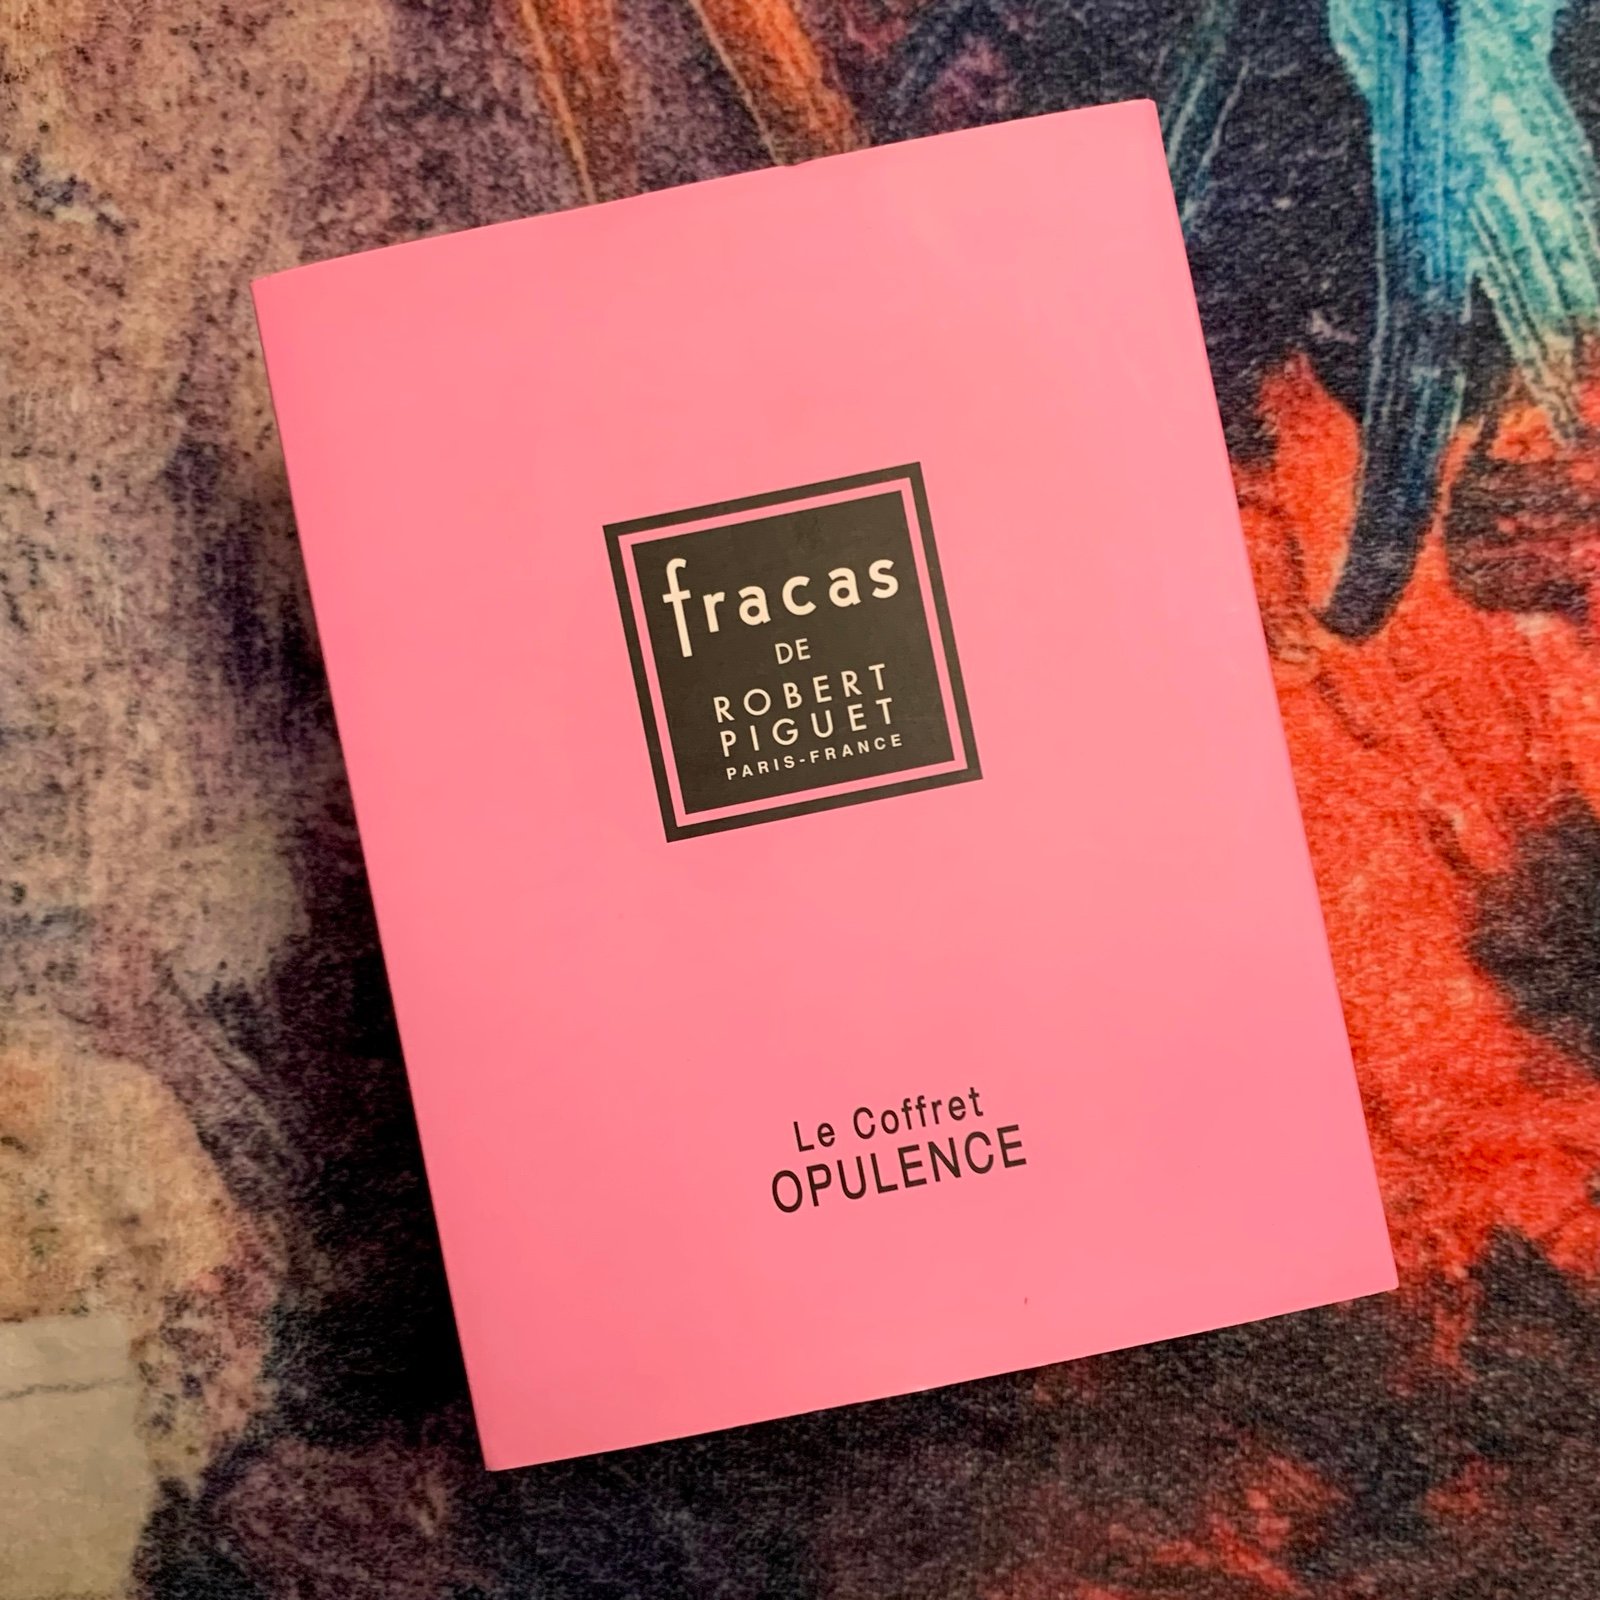 fracas
DE
ROBERT
PIGUET
PARIS-FRANCE
Le Coffret
OPULENCE